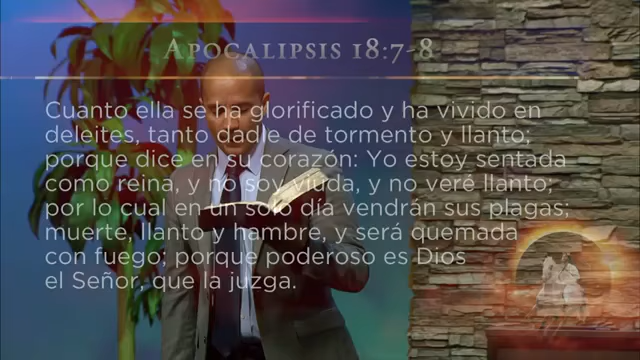 APOCALIPSIS 18:7-8
Cuanto ella se ha glorificado y ha vivido en
deleites, tanto dadle de tormento y llanto;
porque dice en su corazón: Yo estoy sentada
como reina, y no soy viuda, y no veré llanto;
por lo cual en un solo día vendrán sus plagas;
muerte, llanto y hambre, y será quemada
con fuego; porque poderoso es Dios
el Señor, que la juzga.